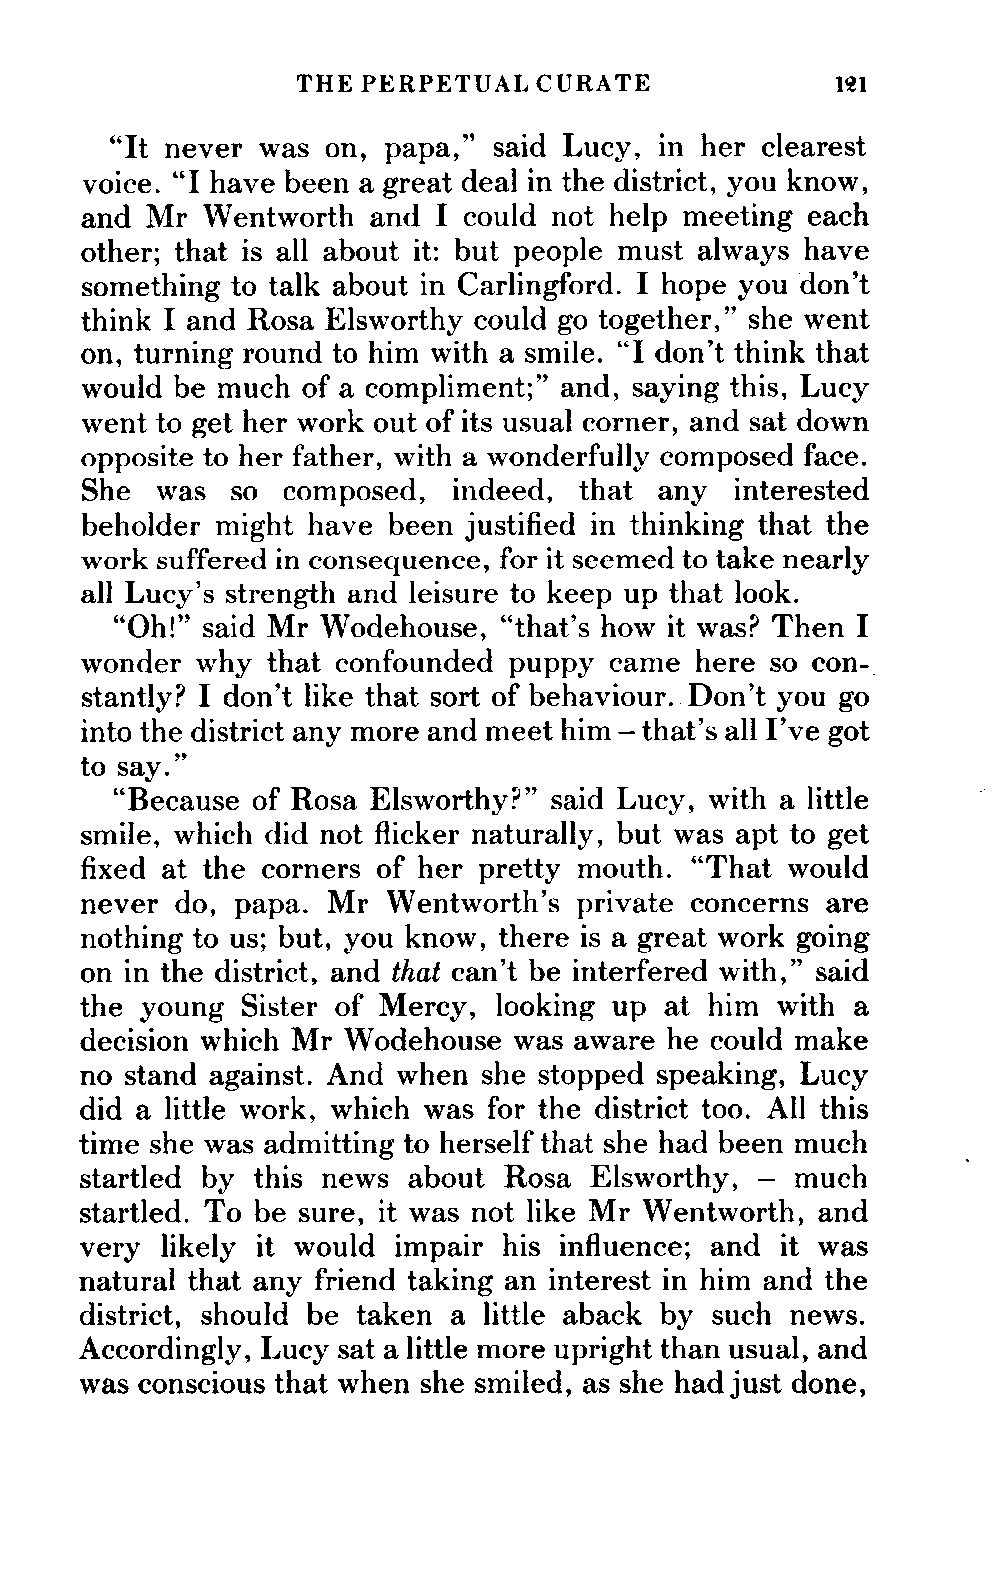 THE PERPETUAL CURATE 121
“It never was on, papa,” said Lucy, in her clearest
voice. “I have been a great deal in the district, you know,
and Mr Wentworth and I could not help meeting each
other; that is all about it: but people must always have
something to talk about in Carlingford. I hope you don’t
think I and Rosa Elsworthy could go together,” she went
on, turning round to him with a smile. “I don’t think that
would be much of a compliment;” and, saying this, Lucy
went to get her work out of its usual corner, and sat down
opposite to her father, with a wonderfully composed face.
She was so composed, indeed, that any interested
beholder might have been justified in thinking that the
work suffered in consequence, for it seemed to take nearly
all Lucy’s strength and leisure to keep up that look.
“Oh!” said Mr Wodehouse, “that’s how it was? Then I
wonder why that confounded puppy came here so con-
stantly? I don’t like that sort of behaviour. Don’t you go
into the district any more and meet him – that’s all I’ve got
to say.”
“Because of Rosa Elsworthy?” said Lucy, with a little
smile, which did not flicker naturally, but was apt to get
fixed at the corners of her pretty mouth. “That would
never do, papa. Mr Wentworth’s private concerns are
nothing to us; but, you know, there is a great work going
on in the district, and that can’t be interfered with,” said
the young Sister of Mercy, looking up at him with a
decision which Mr Wodehouse was aware he could make
no stand against. And when she stopped speaking, Lucy
did a little work, which was for the district too. All this
time she was admitting to herself that she had been much
startled by this news about Rosa Elsworthy, – much
startled. To be sure, it was not like Mr Wentworth, and
very likely it would impair his influence; and it was
natural that any friend taking an interest in him and the
district, should be taken a little aback by such news.
Accordingly, Lucy sat a little more upright than usual, and
was conscious that when she smiled, as she had just done,